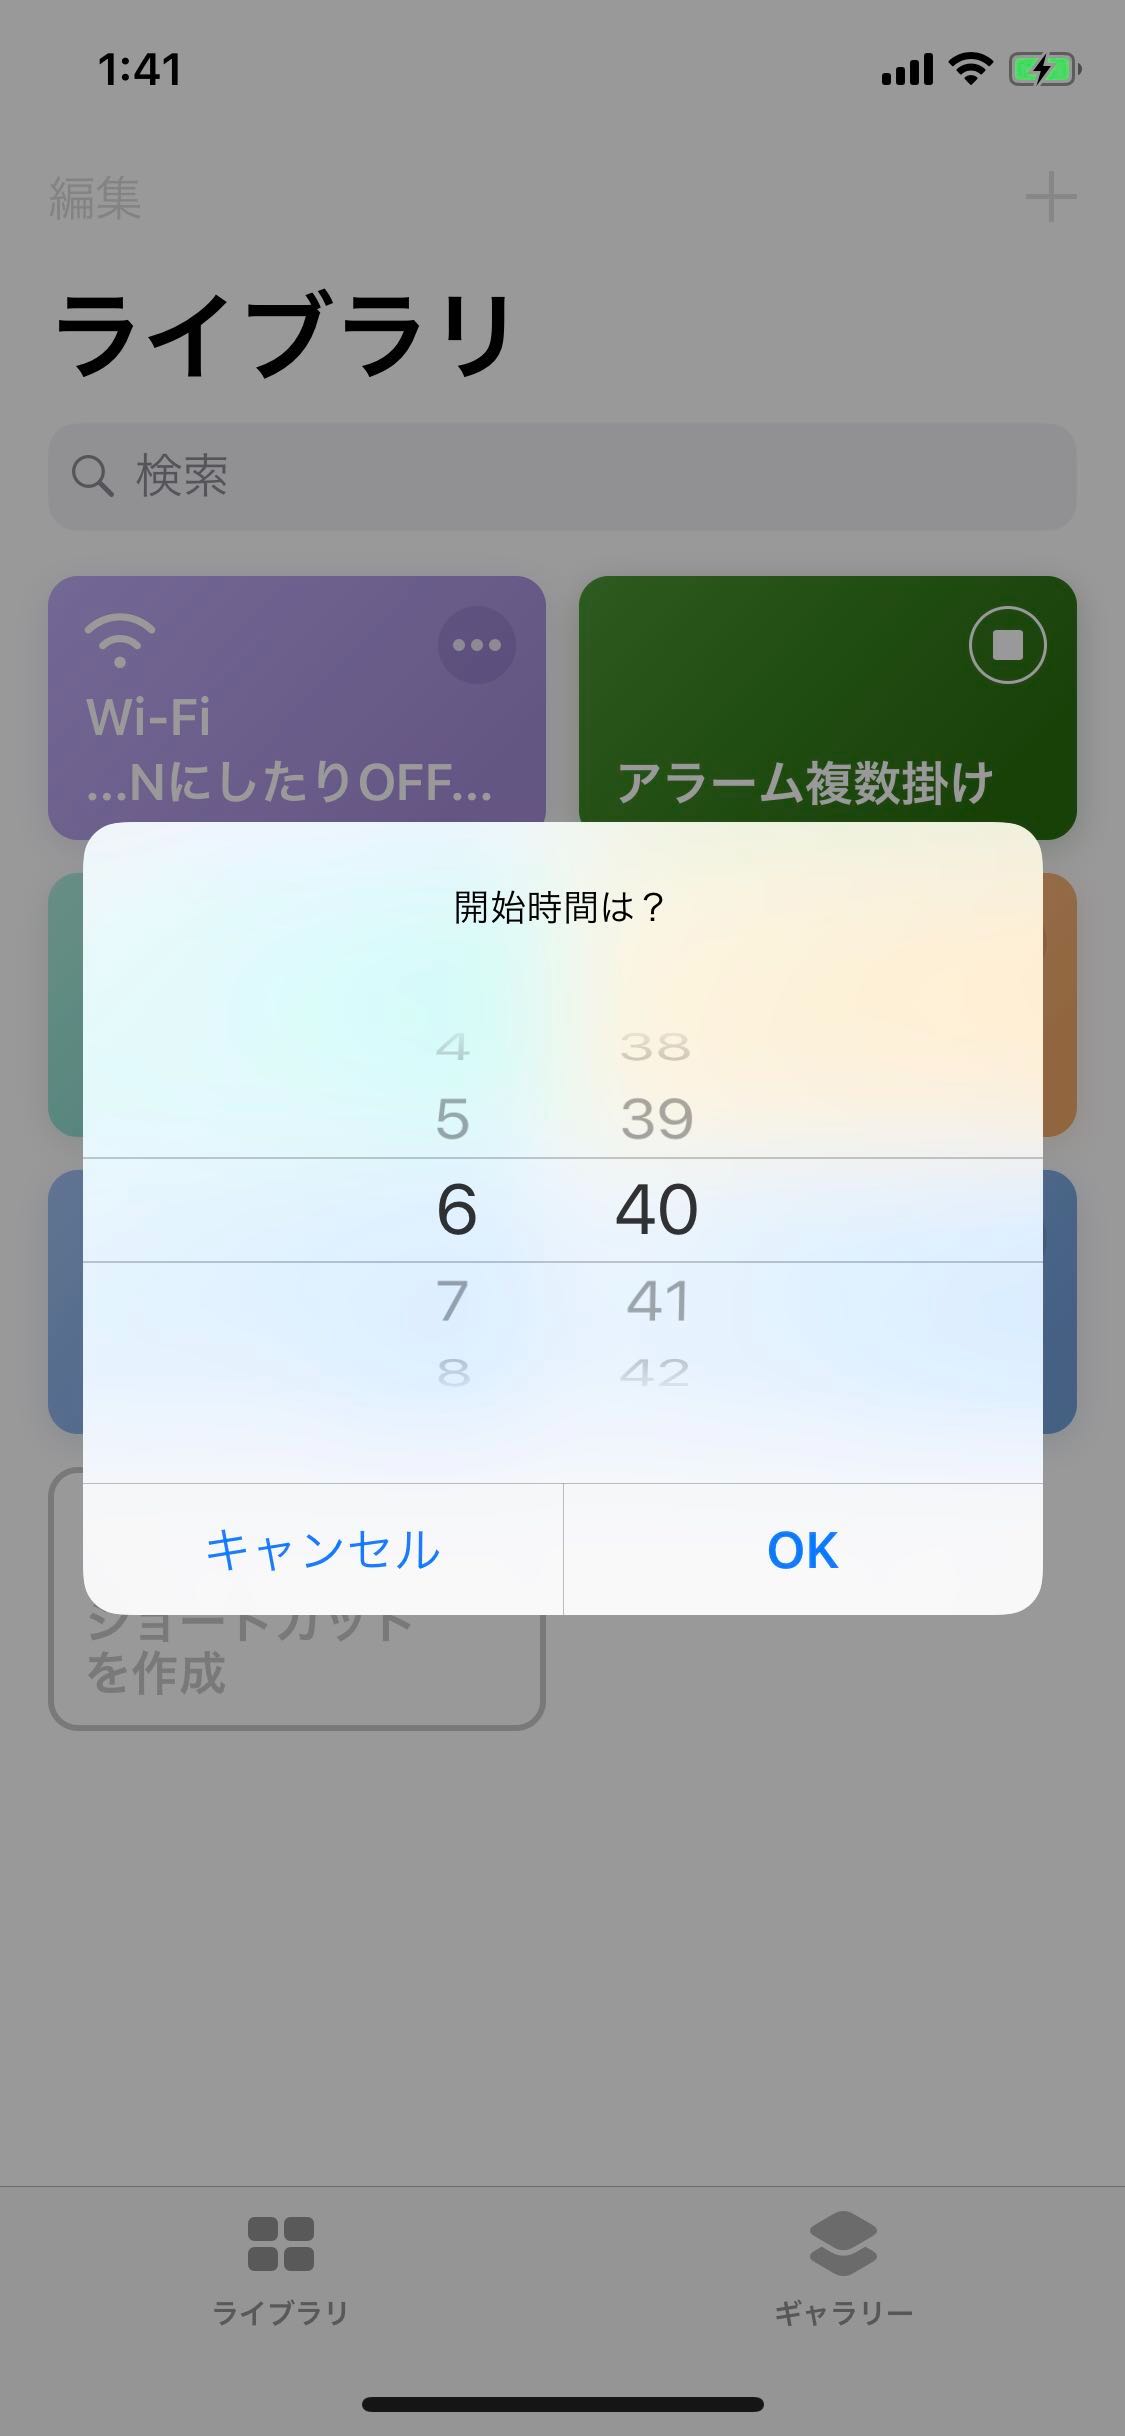 1:41
編集
ライブラリ
検索
Wi-Fi
...NにしたりOFF...
アラーム複数掛け
開始時間は？
4 38
5 39
6 40
7 41
8 42
キャンセル OK
ショートカット
を作成
ライブラリ ギャラリー